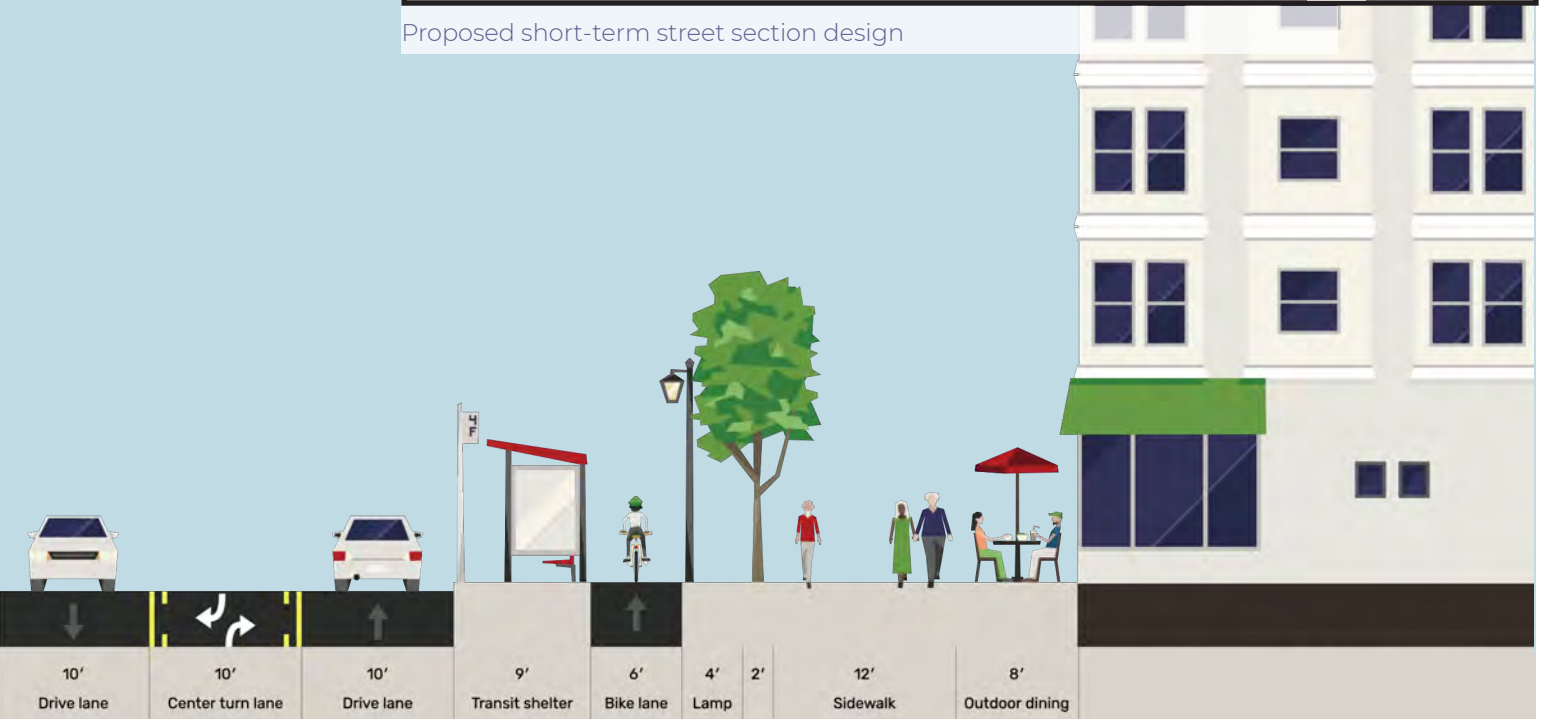 Proposed short-term street section design
4
F
10′ 10′ 10′ 9′ 6′ 4′ 2′ 12′ 8′
Drive lane Center turn lane Drive lane Transit shelter Bike lane Lamp Sidewalk Outdoor dining